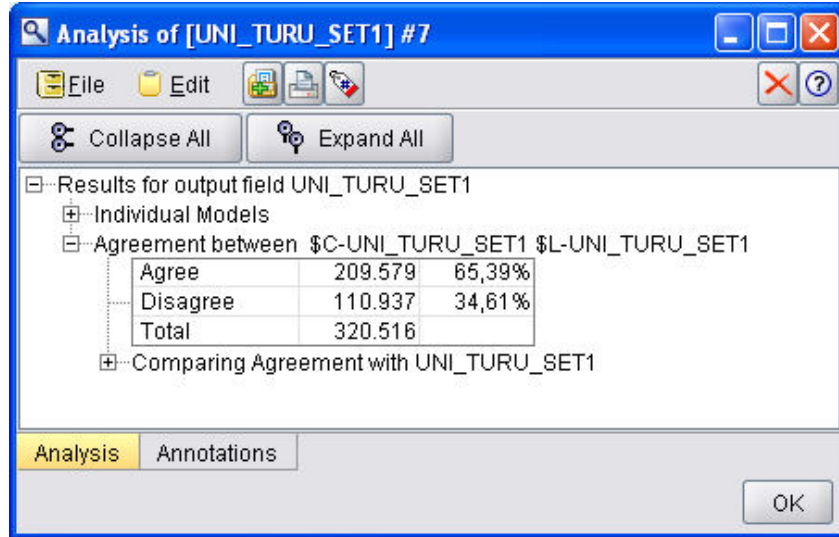 Analysis of [UNI_TURU_SET1] #7
File Edit
Collapse All Expand All
Results for output field UNI_TURU_SET1
Individual Models
Agreement between $C-UNI_TURU_SET1 $L-UNI_TURU_SET1
Agree 209.579 65,39%
Disagree 110.937 34,61%
Total 320.516
Comparing Agreement with UNI_TURU_SET1
Analysis Annotations
OK